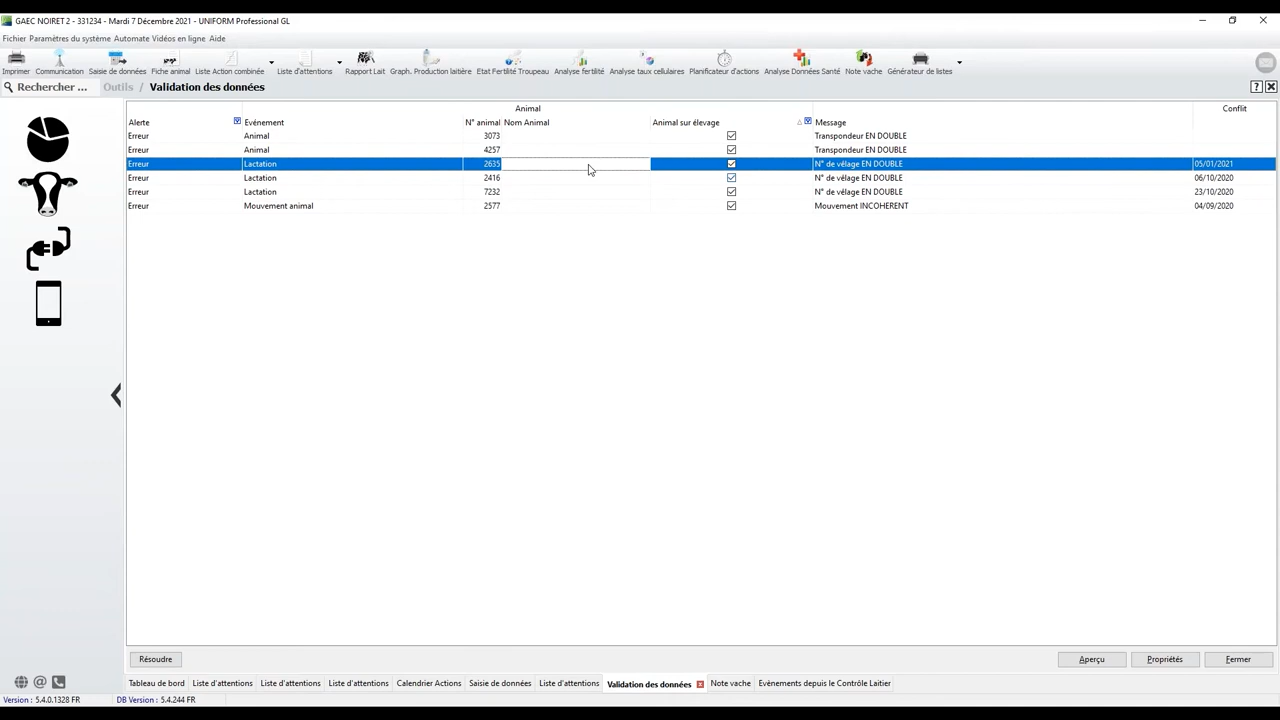 GAEC NOIRET 2 - 331234 - Mardi 7 Décembre 2021 - UNIFORM Professional GL
Fichier Paramètres du système Automate Vidéos en ligne Aide
Imprimer Communication Saisie de données Fiche animal Liste Action combinée Liste d'attentions Rapport Lait Graph. Production laitière Etat Fertilité Troupeau Analyse fertilité Analyse taux cellulaires Planificateur d'actions Analyse Données Santé Note vache Générateur de listes
Rechercher ... Outils / Validation des données
Animal Conflit
Alerte Evénement N° animal Nom Animal Animal sur élevage Message
Erreur Animal 3073 Transpondeur EN DOUBLE
Erreur Animal 4257 Transpondeur EN DOUBLE
Erreur Lactation 2635 N° de vêlage EN DOUBLE 05/01/2021
Erreur Lactation 2416 N° de vêlage EN DOUBLE 06/10/2020
Erreur Lactation 7232 N° de vêlage EN DOUBLE 23/10/2020
Erreur Mouvement animal 2577 Mouvement INCOHERENT 04/09/2020
Résoudre Aperçu Propriétés Fermer
Tableau de bord Liste d'attentions Liste d'attentions Liste d'attentions Calendrier Actions Saisie de données Liste d'attentions Validation des données Note vache Evènements depuis le Contrôle Laitier
Version : 5.4.0.1328 FR DB Version : 5.4.244 FR